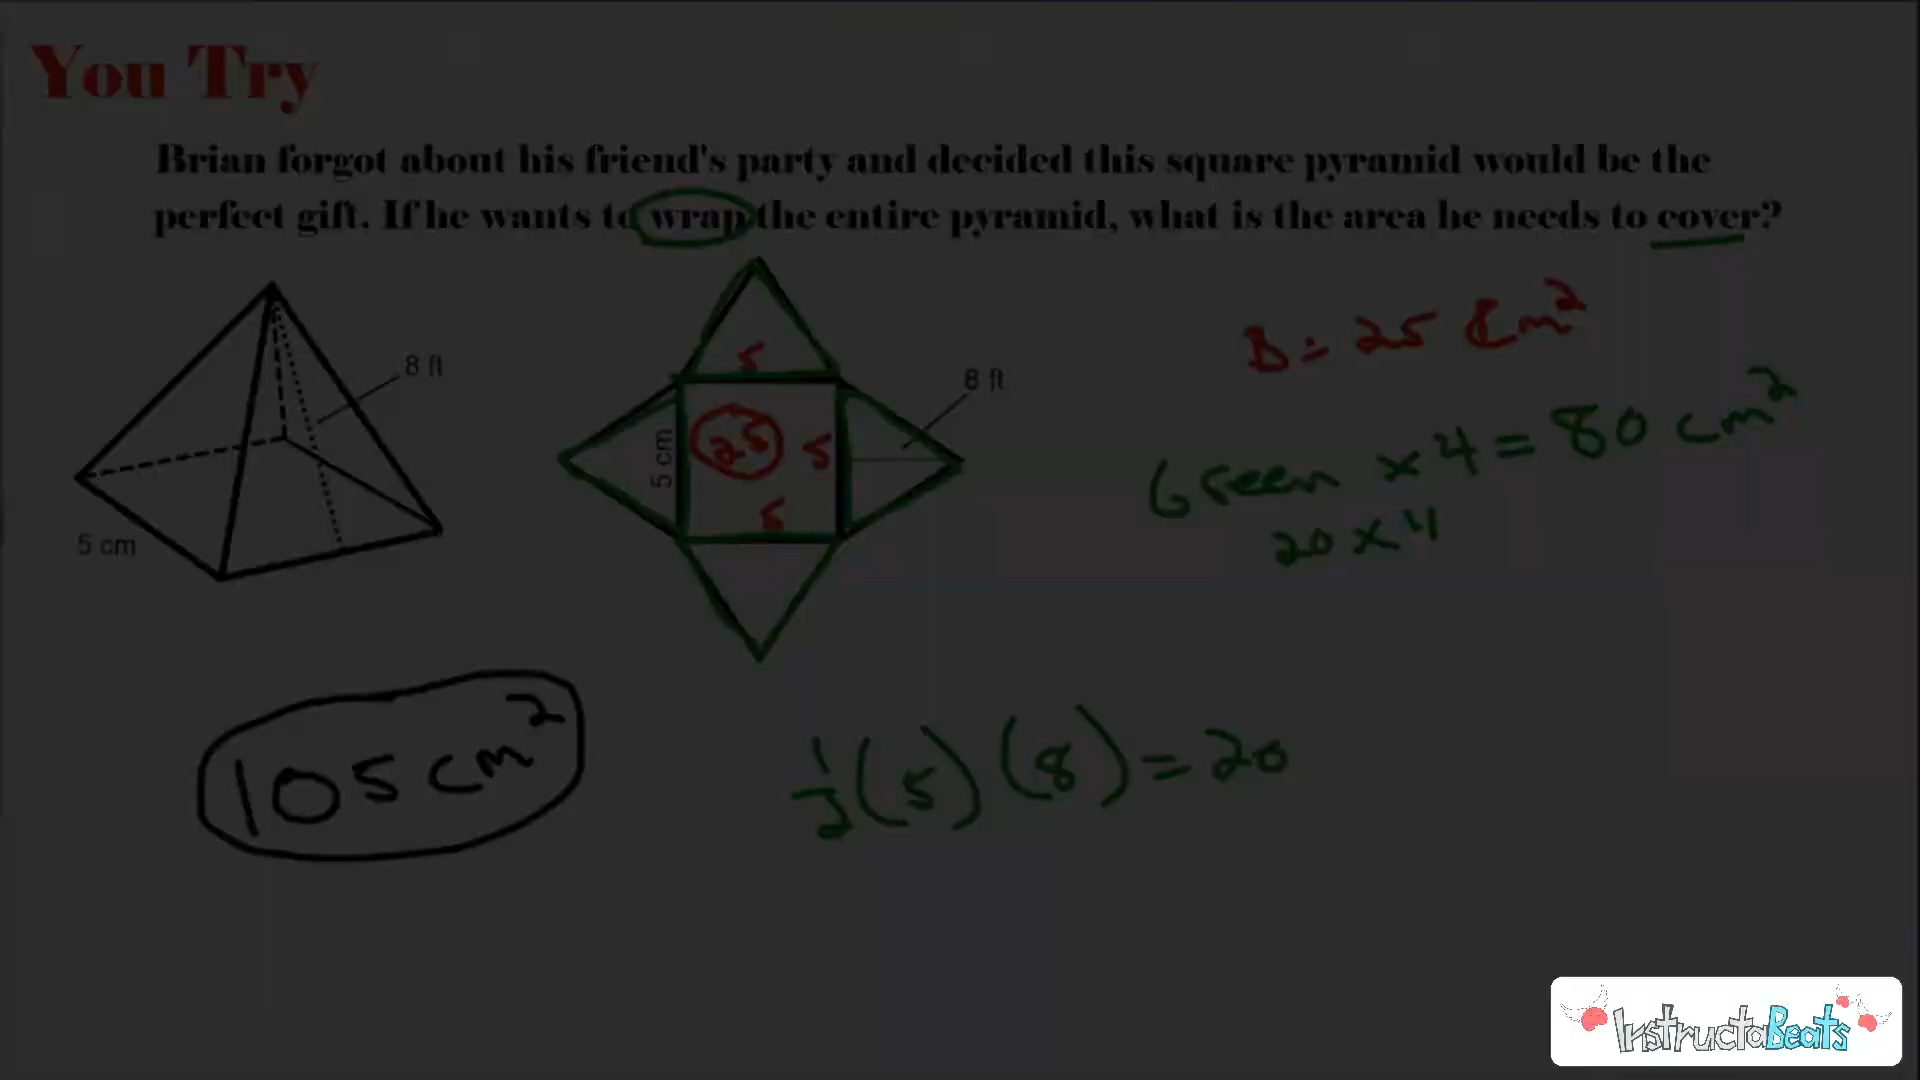 You Try
Brian forgot about his friend's party and decided this square pyramid would be the
perfect gift. If he wants to wrap the entire pyramid, what is the area he needs to cover?
8 ft
5 cm
5
25
5
5 cm
5
8 ft
B = 25 cm²
Green x 4 = 80 cm²
20 x 4
105 cm²
1/2 (5) (8) = 20
InstructaBeats